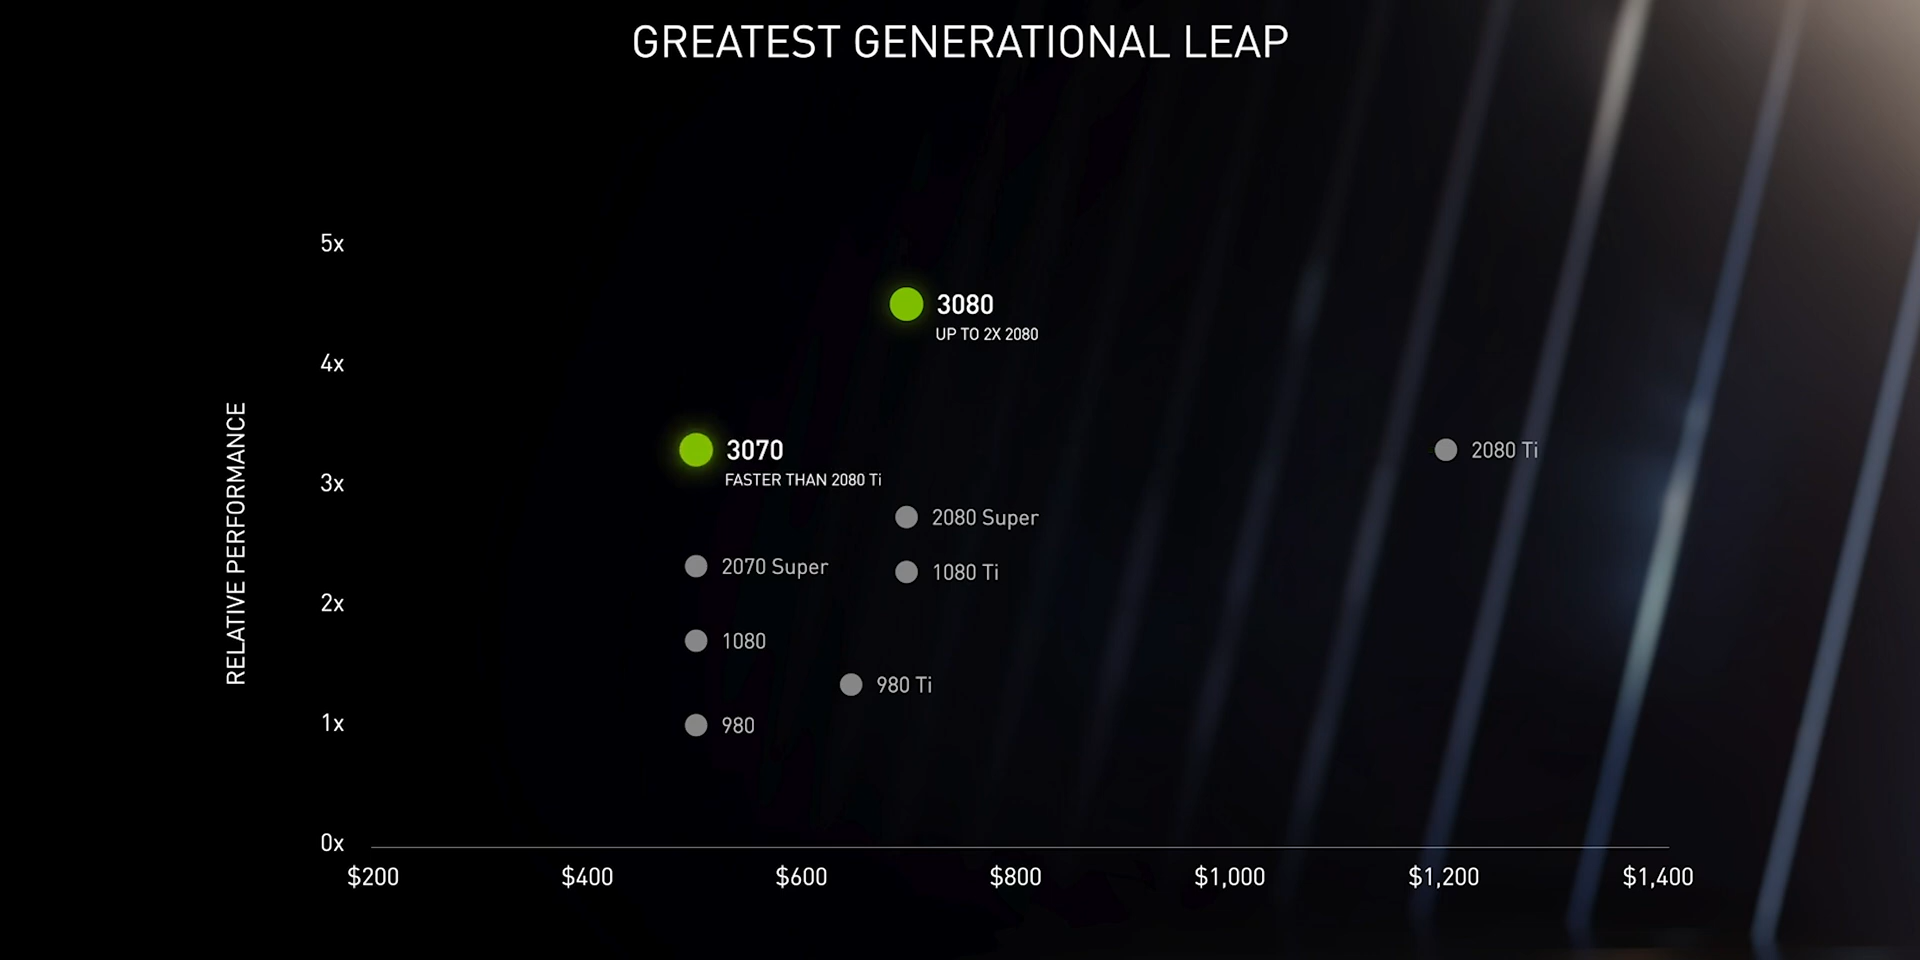 GREATEST GENERATIONAL LEAP
RELATIVE PERFORMANCE
5x
4x
3x
2x
1x
0x
3080
UP TO 2X 2080
3070
FASTER THAN 2080 Ti
2080 Ti
2080 Super
2070 Super
1080 Ti
1080
980 Ti
980
$200
$400
$600
$800
$1,000
$1,200
$1,400